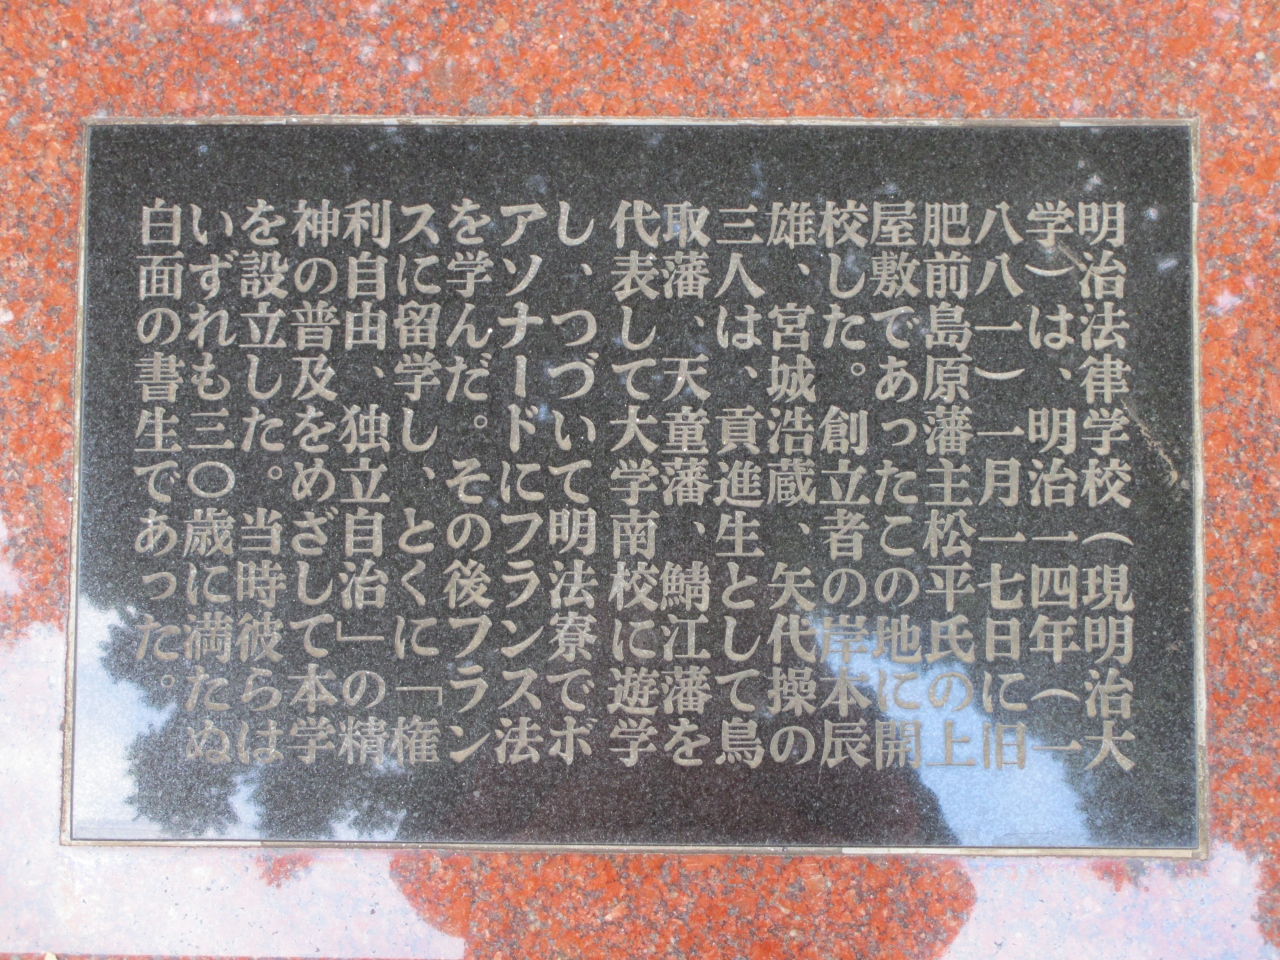 明治法律学校(現明治大
学)は、明治一四年(一
八八一)一月一七日に旧
肥前島原藩主松平氏の上
屋敷であったこの地に開
校した。創立者の岸本辰
雄、宮城浩蔵、矢代操の
三人は、貢進生として鳥
取藩、天童藩、鯖江藩を
代表して大学南校に遊学
し、つづいて明法寮でボ
アソナードにフランス法
を学んだ。その後フラン
スに留学し、とくに「権
利自由、独立自治」の精
神の普及をめざして本学
を設立した。当時彼らは
いずれも三〇歳に満たぬ
白面の書生であった。